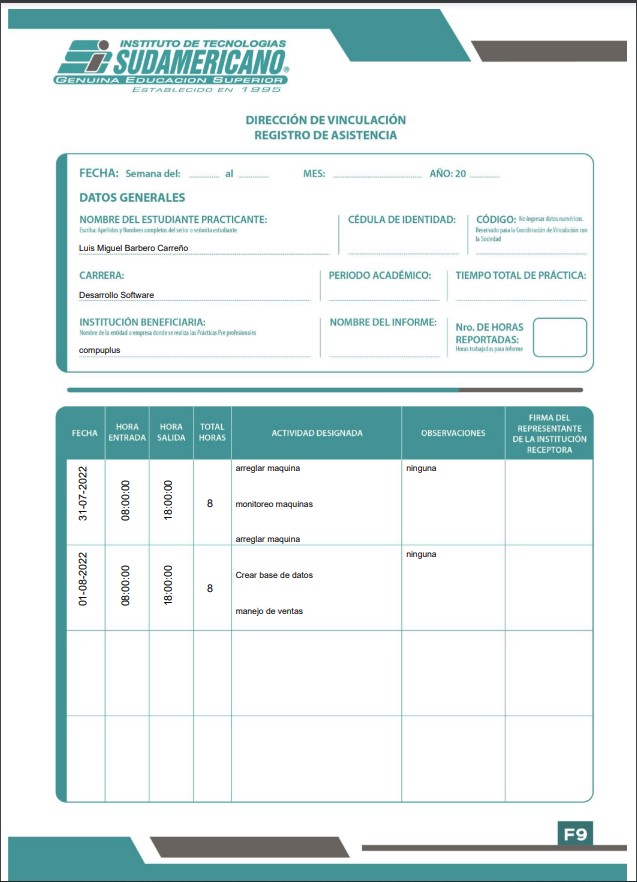 INSTITUTO DE TECNOLOGIAS
SUDAMERICANO®
GENUINA EDUCACION SUPERIOR
ESTABLECIDO EN 1995
DIRECCIÓN DE VINCULACIÓN
REGISTRO DE ASISTENCIA
FECHA: Semana del: ........ al ........ MES: ........ AÑO: 20 ........
DATOS GENERALES
NOMBRE DEL ESTUDIANTE PRACTICANTE:
Escriba: Apellidos y Nombres completos del señor o señorita estudiante
Luis Miguel Barbero Carreño
CÉDULA DE IDENTIDAD:
CÓDIGO: No ingresar datos numéricos.
Reservado para la Coordinación de Vinculación con
la Sociedad
CARRERA:
Desarrollo Software
PERIODO ACADÉMICO:
TIEMPO TOTAL DE PRÁCTICA:
INSTITUCIÓN BENEFICIARIA:
Nombre de la entidad o empresa donde se realiza las Prácticas Pre profesionales
compuplus
NOMBRE DEL INFORME:
Nro. DE HORAS
REPORTADAS:
Horas trabajadas para informe
FECHA
HORA
ENTRADA
HORA
SALIDA
TOTAL
HORAS
ACTIVIDAD DESIGNADA
OBSERVACIONES
FIRMA DEL
REPRESENTANTE
DE LA INSTITUCIÓN
RECEPTORA
31-07-2022
08:00:00
18:00:00
8
arreglar maquina
monitoreo maquinas
arreglar maquina
ninguna
01-08-2022
08:00:00
18:00:00
8
Crear base de datos
manejo de ventas
ninguna
F9